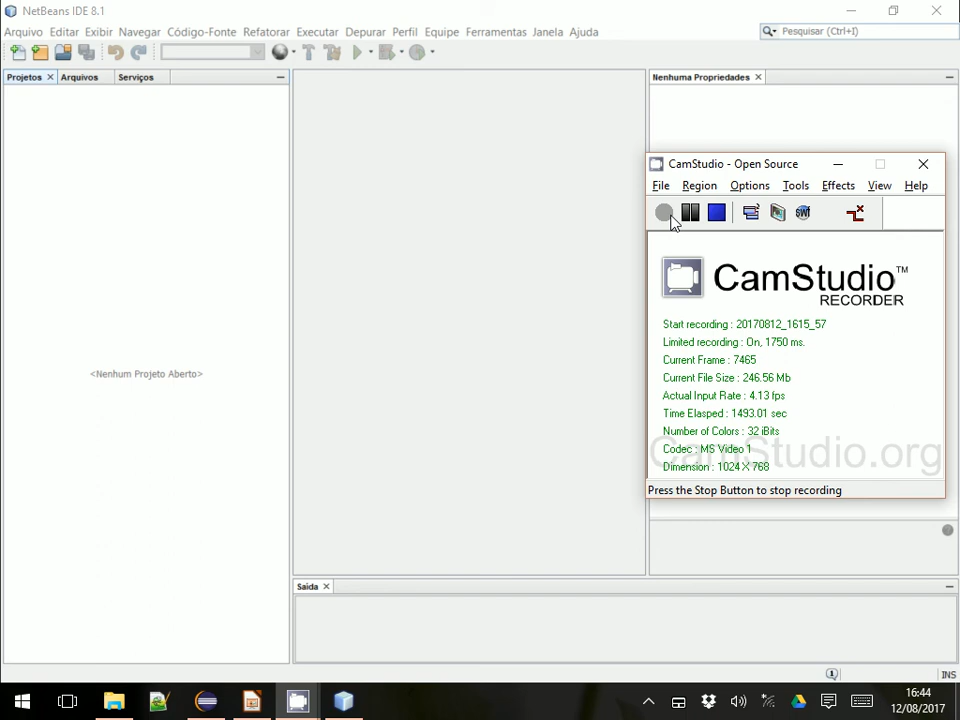 NetBeans IDE 8.1
Arquivo Editar Exibir Navegar Código-Fonte Refatorar Executar Depurar Perfil Equipe Ferramentas Janela Ajuda
Pesquisar (Ctrl+I)
Projetos Arquivos Serviços
Nenhuma Propriedades
CamStudio - Open Source
File Region Options Tools Effects View Help
SWF
CamStudio™
RECORDER
Start recording : 20170812_1615_57
Limited recording : On, 1750 ms.
Current Frame : 7465
<Nenhum Projeto Aberto>
Current File Size : 246.56 Mb
Actual Input Rate : 4.13 fps
Time Elasped : 1493.01 sec
Number of Colors : 32 iBits
Codec : MS Video 1
CamStudio.org
Dimension : 1024 X 768
Press the Stop Button to stop recording
Saída
1
INS
16:44
12/08/2017